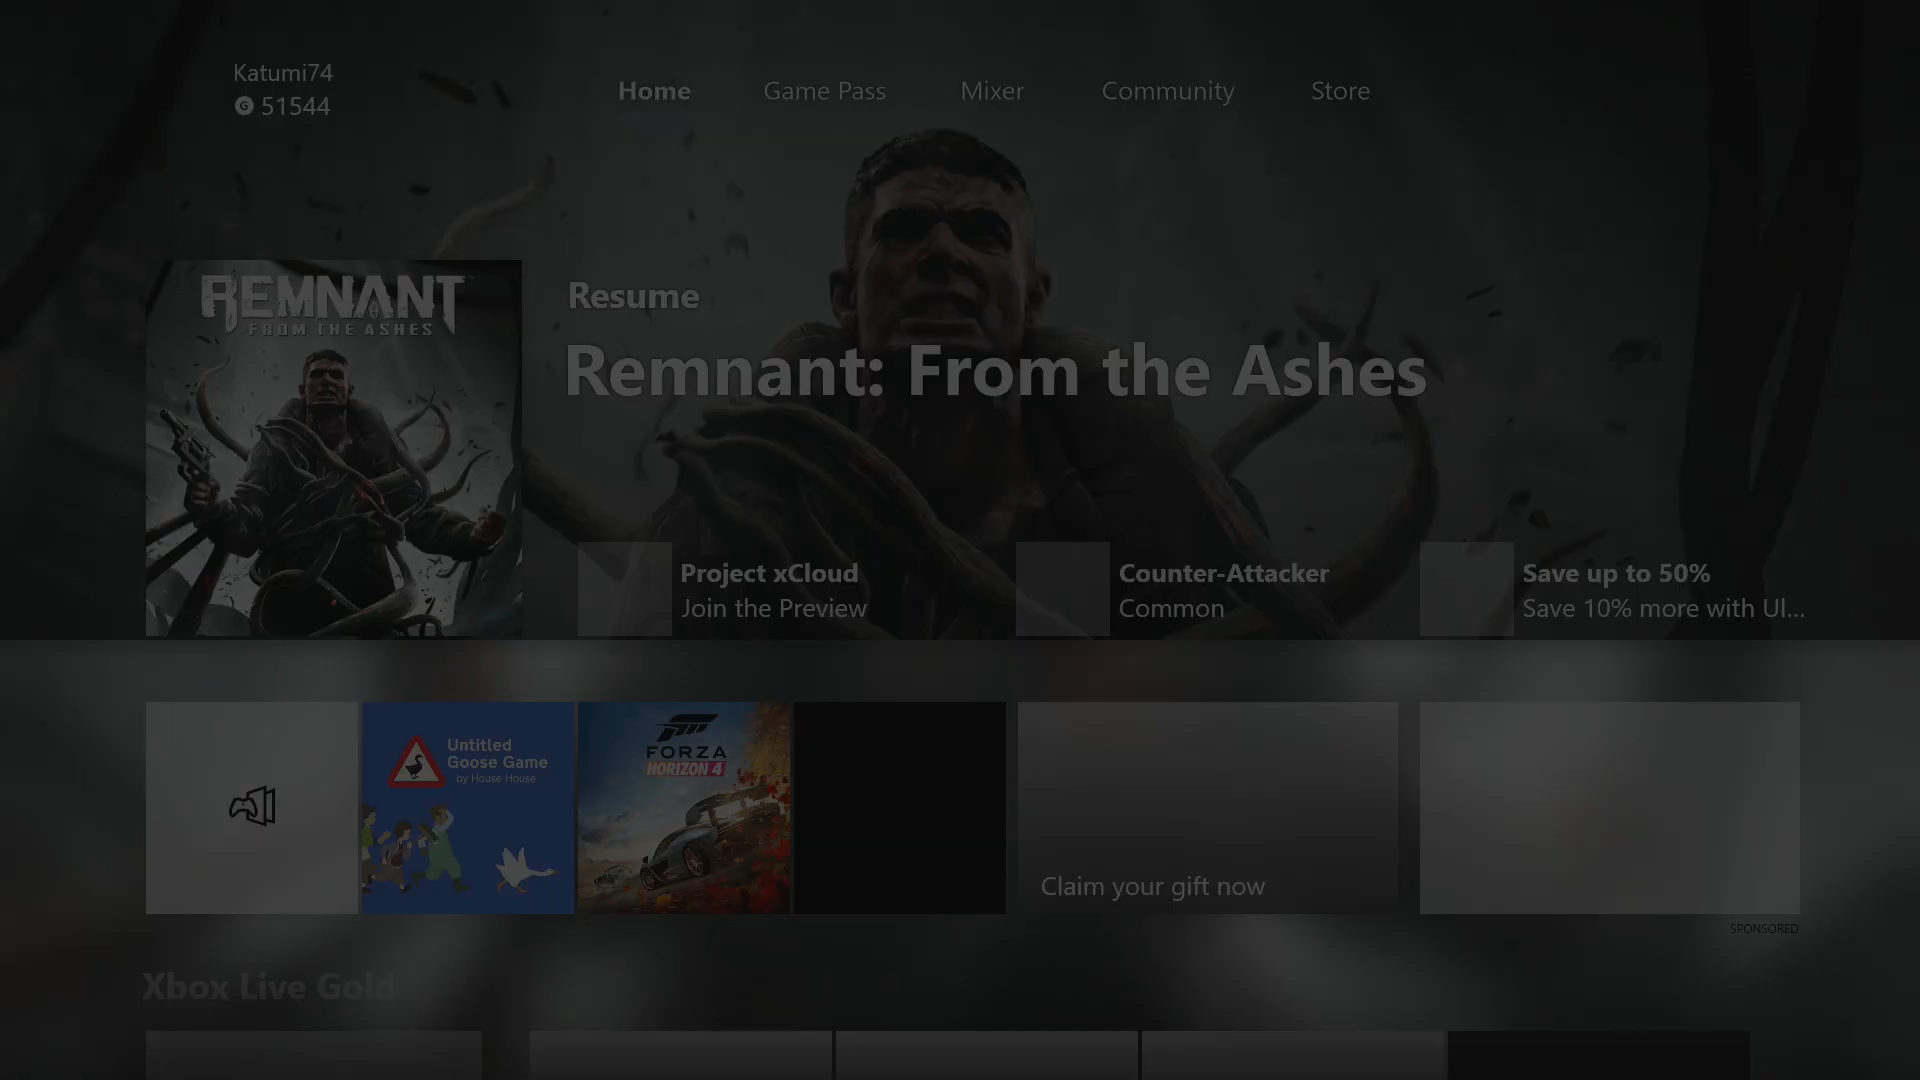 Katumi74
G 51544
Home
Game Pass
Mixer
Community
Store
REMNANT
FROM THE ASHES
Resume
Remnant: From the Ashes
Project xCloud
Join the Preview
Counter-Attacker
Common
Save up to 50%
Save 10% more with Ul...
Untitled
Goose Game
by House House
FORZA
HORIZON 4
Claim your gift now
SPONSORED
Xbox Live Gold